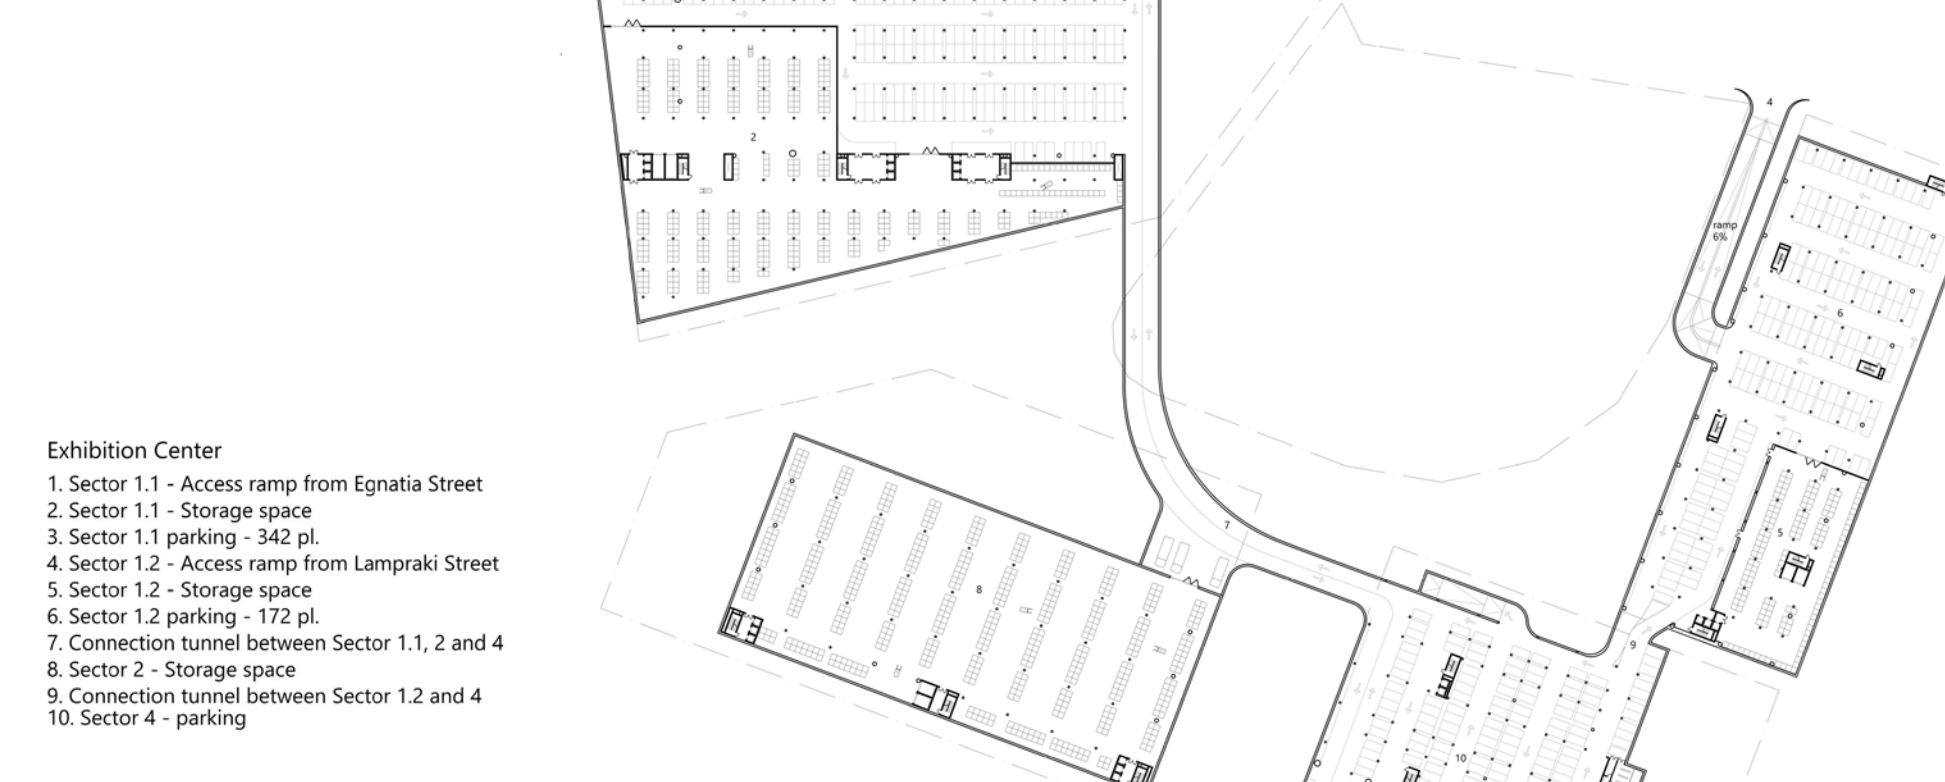 Exhibition Center
1. Sector 1.1 - Access ramp from Egnatia Street
2. Sector 1.1 - Storage space
3. Sector 1.1 parking - 342 pl.
4. Sector 1.2 - Access ramp from Lampraki Street
5. Sector 1.2 - Storage space
6. Sector 1.2 parking - 172 pl.
7. Connection tunnel between Sector 1.1, 2 and 4
8. Sector 2 - Storage space
9. Connection tunnel between Sector 1.2 and 4
10. Sector 4 - parking
2
4
ramp
6%
6
7
5
8
9
10